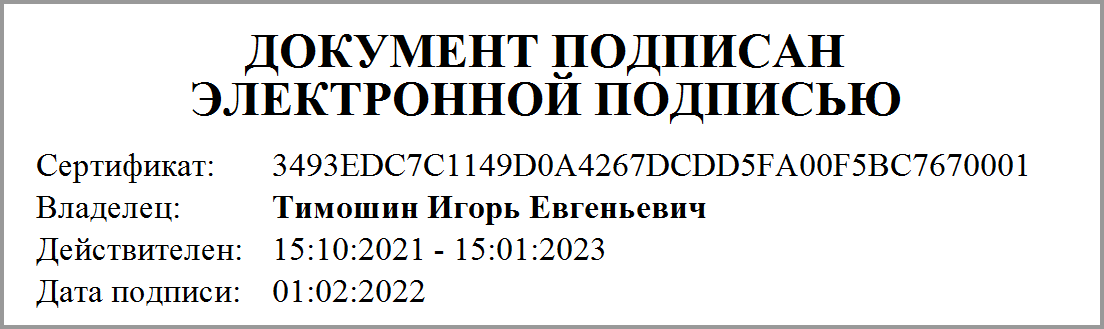 ДОКУМЕНТ ПОДПИСАН
ЭЛЕКТРОННОЙ ПОДПИСЬЮ
Сертификат: 3493EDC7C1149D0A4267DCDD5FA00F5BC7670001
Владелец: Тимошин Игорь Евгеньевич
Действителен: 15:10:2021 - 15:01:2023
Дата подписи: 01:02:2022